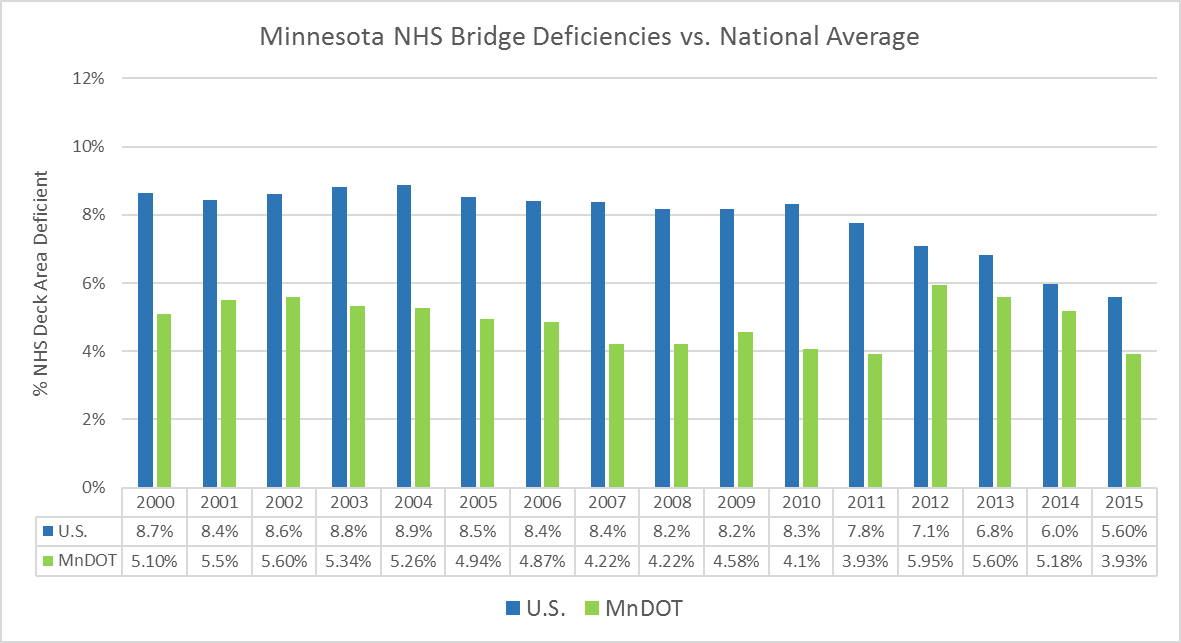 Minnesota NHS Bridge Deficiencies vs. National Average
% NHS Deck Area Deficient
12%
10%
8%
6%
4%
2%
0%
2000 2001 2002 2003 2004 2005 2006 2007 2008 2009 2010 2011 2012 2013 2014 2015
U.S. 8.7% 8.4% 8.6% 8.8% 8.9% 8.5% 8.4% 8.4% 8.2% 8.2% 8.3% 7.8% 7.1% 6.8% 6.0% 5.60%
MnDOT 5.10% 5.5% 5.60% 5.34% 5.26% 4.94% 4.87% 4.22% 4.22% 4.58% 4.1% 3.93% 5.95% 5.60% 5.18% 3.93%
U.S. MnDOT